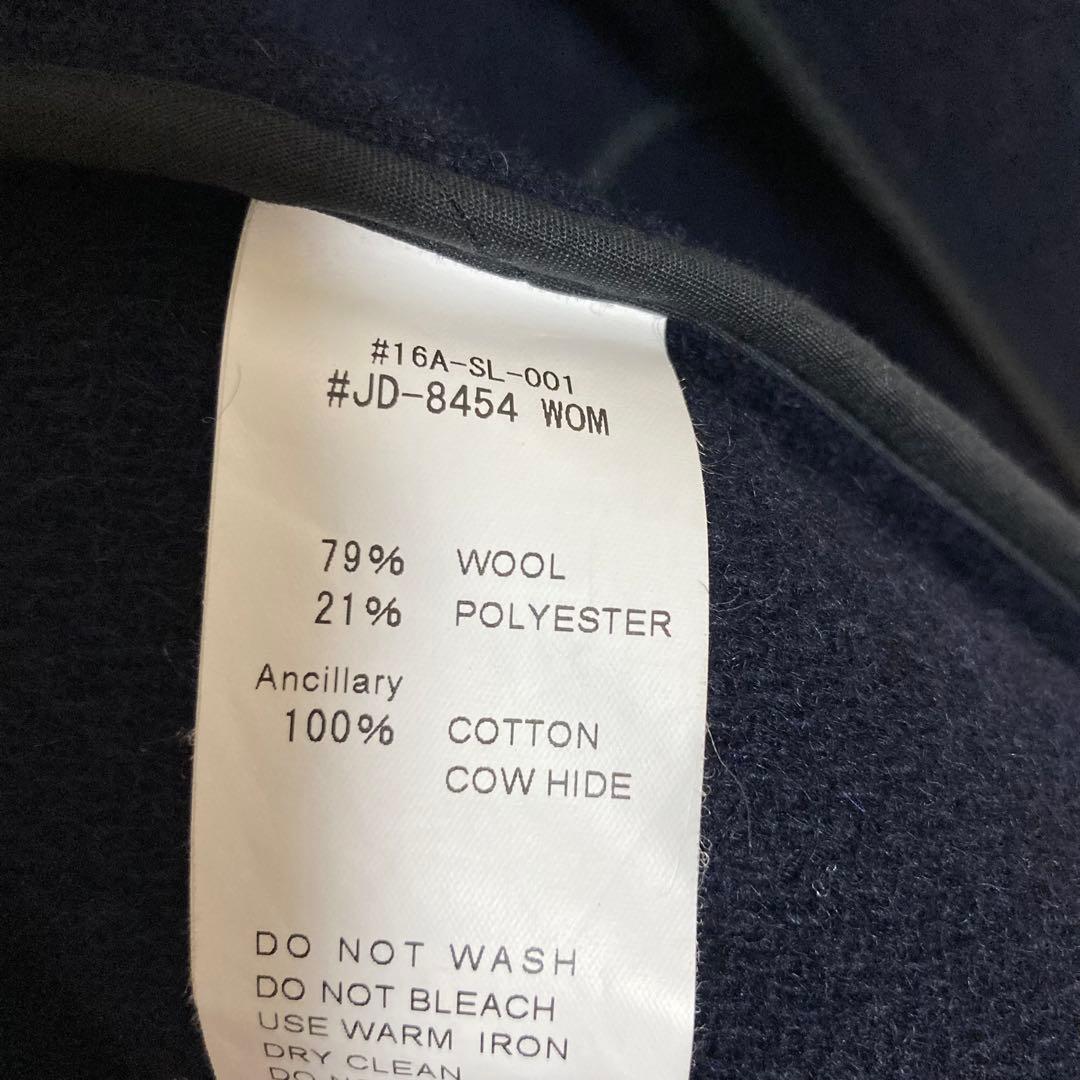 #16A-SL-001
#JD-8454 WOM
79% WOOL
21% POLYESTER
Ancillary
100% COTTON
COW HIDE
DO NOT WASH
DO NOT BLEACH
USE WARM IRON
DRY CLEAN
DO